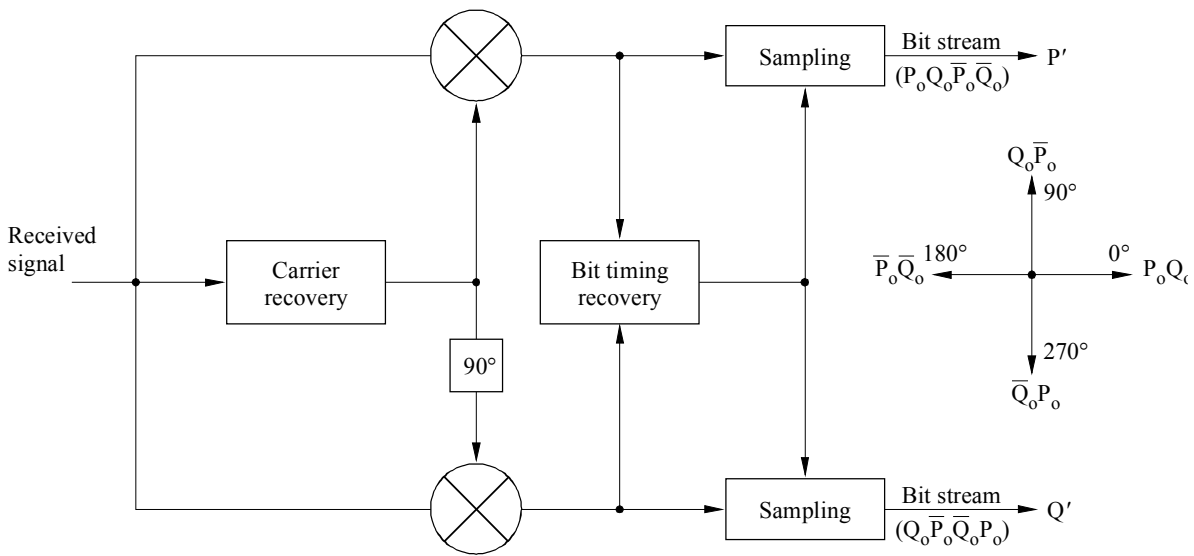 Sampling
Bit stream
(PₒQₒP̅ₒQ̅ₒ)
P′
QₒP̅ₒ
90°
Received
signal
Carrier
recovery
Bit timing
recovery
P̅ₒQ̅ₒ
180°
0°
PₒQₒ
90°
270°
Q̅ₒPₒ
Sampling
Bit stream
(QₒP̅ₒQ̅ₒPₒ)
Q′